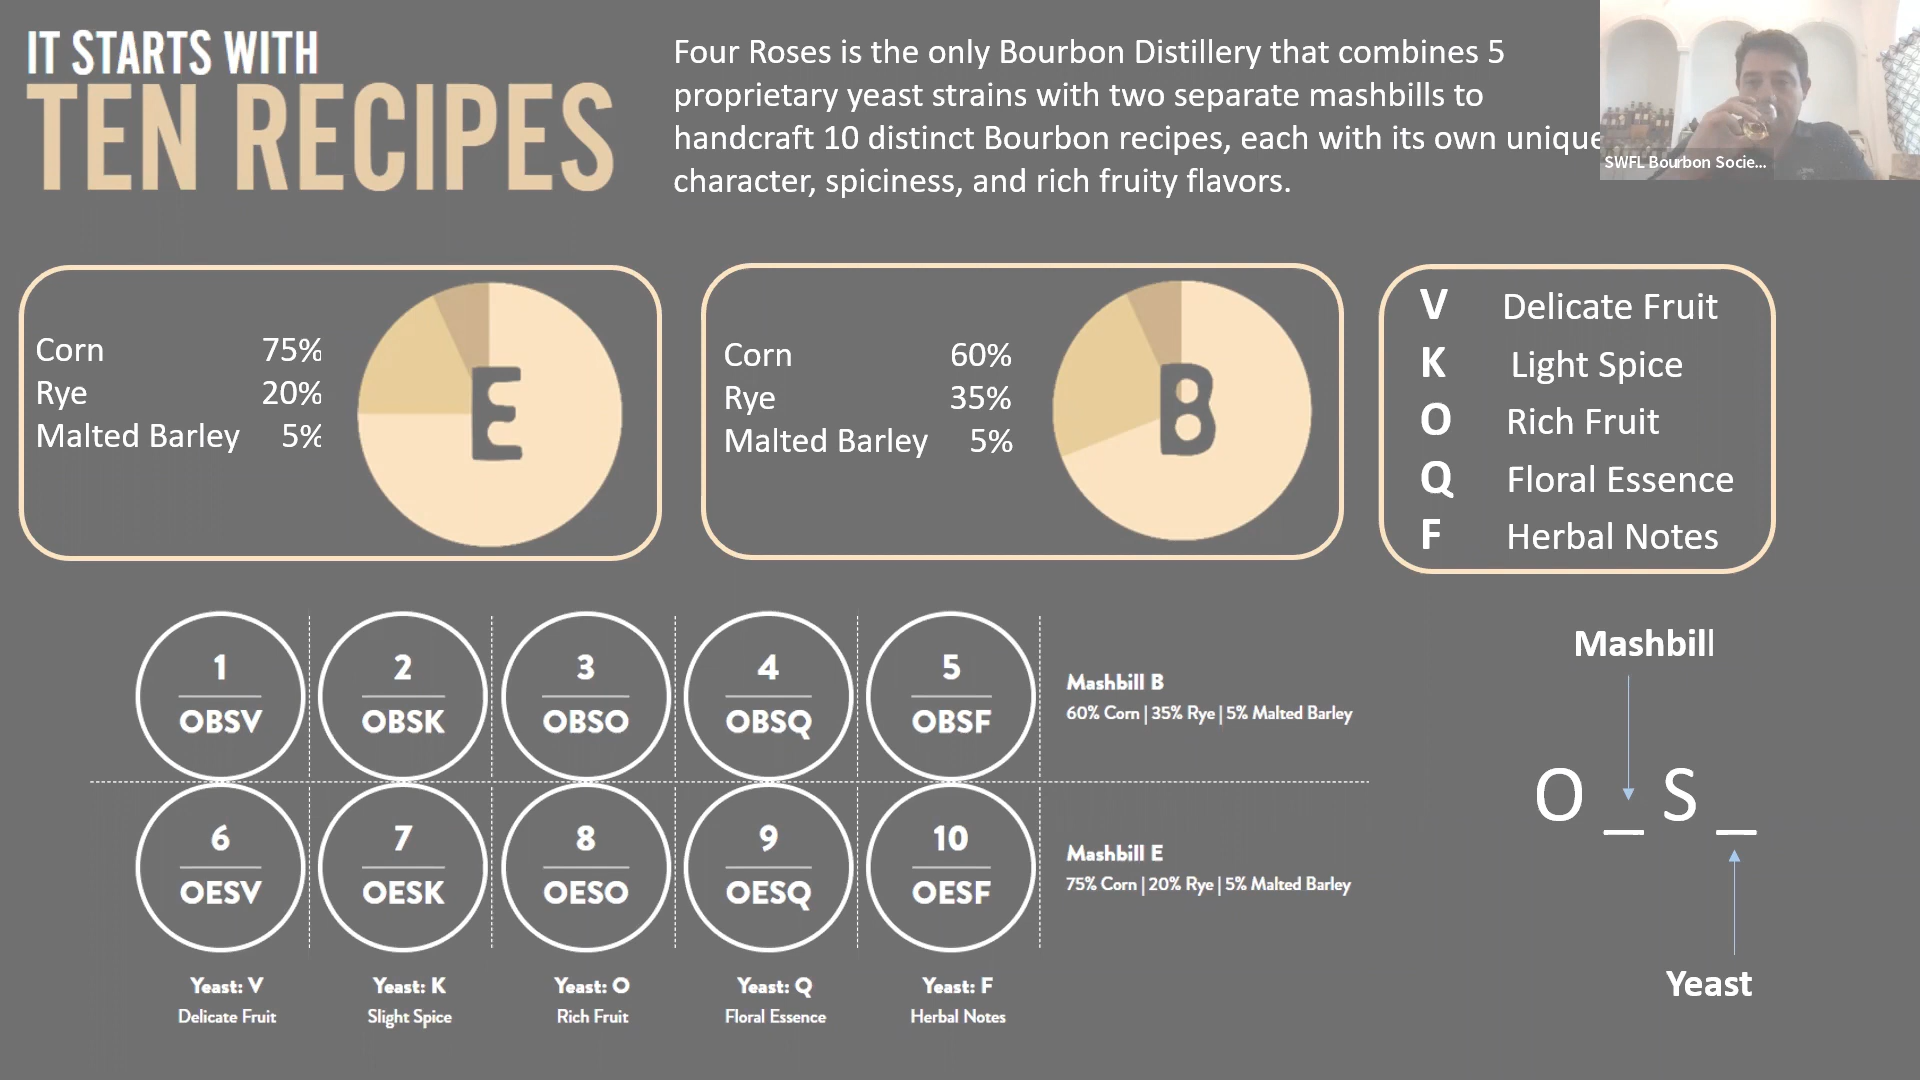 IT STARTS WITH
TEN RECIPES
Four Roses is the only Bourbon Distillery that combines 5
proprietary yeast strains with two separate mashbills to
handcraft 10 distinct Bourbon recipes, each with its own unique
character, spiciness, and rich fruity flavors.
SWFL Bourbon Socie...
Corn 75%
Rye 20%
Malted Barley 5%
E
Corn 60%
Rye 35%
Malted Barley 5%
B
V Delicate Fruit
K Light Spice
O Rich Fruit
Q Floral Essence
F Herbal Notes
1 2 3 4 5
OBSV OBSK OBSO OBSQ OBSF
Mashbill B
60% Corn | 35% Rye | 5% Malted Barley
6 7 8 9 10
OESV OESK OESO OESQ OESF
Mashbill E
75% Corn | 20% Rye | 5% Malted Barley
Yeast: V Yeast: K Yeast: O Yeast: Q Yeast: F
Delicate Fruit Slight Spice Rich Fruit Floral Essence Herbal Notes
Mashbill
O _ S _
Yeast